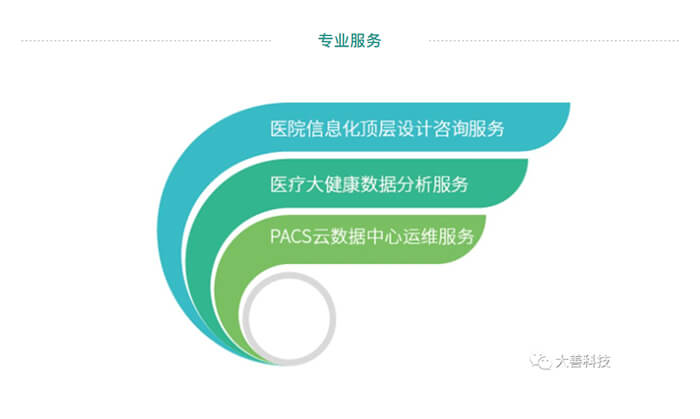 专业服务
医院信息化顶层设计咨询服务
医疗大健康数据分析服务
PACS云数据中心运维服务
大善科技